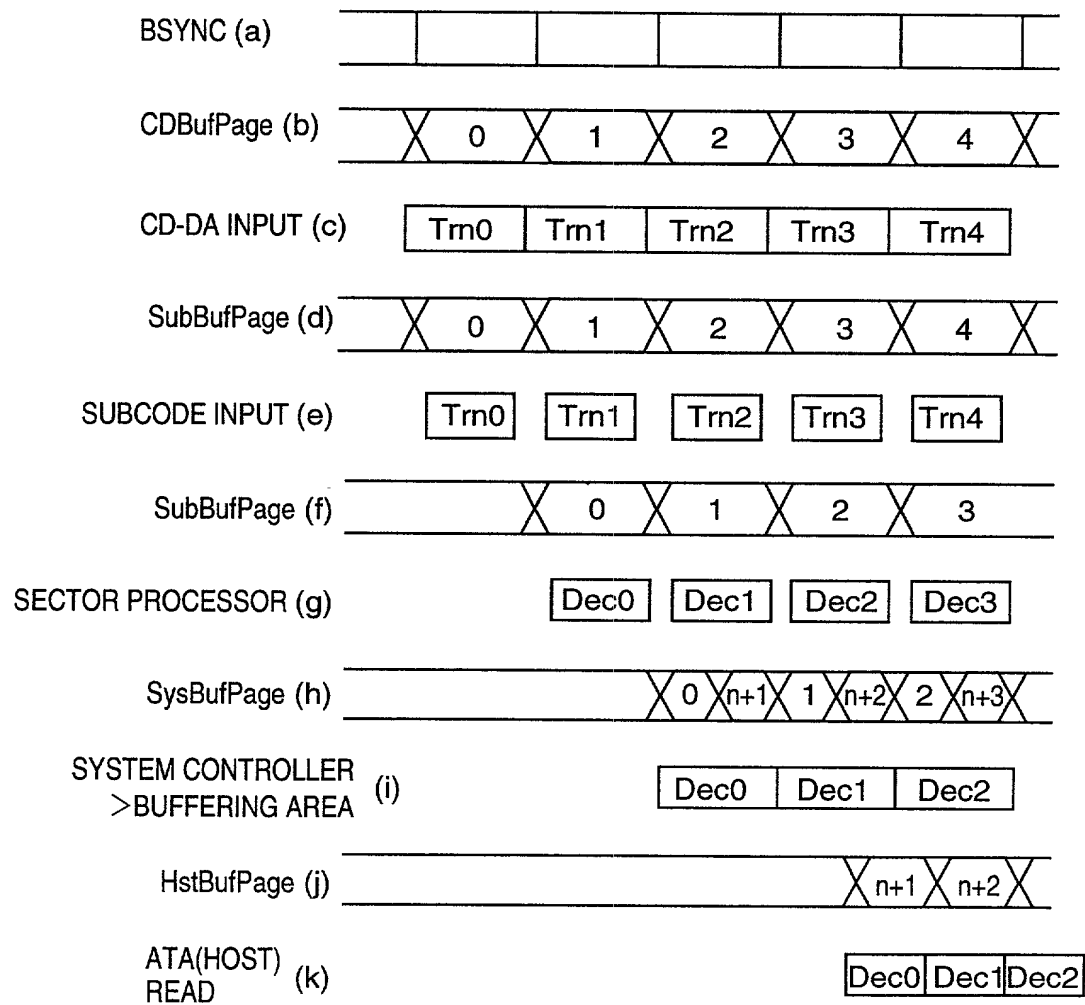 BSYNC (a)
CDBufPage (b) 0 1 2 3 4
CD-DA INPUT (c) Trn0 Trn1 Trn2 Trn3 Trn4
SubBufPage (d) 0 1 2 3 4
SUBCODE INPUT (e) Trn0 Trn1 Trn2 Trn3 Trn4
SubBufPage (f) 0 1 2 3
SECTOR PROCESSOR (g) Dec0 Dec1 Dec2 Dec3
SysBufPage (h) 0 n+1 1 n+2 2 n+3
SYSTEM CONTROLLER
>BUFFERING AREA (i) Dec0 Dec1 Dec2
HstBufPage (j) n+1 n+2
ATA(HOST)
READ (k) Dec0 Dec1 Dec2